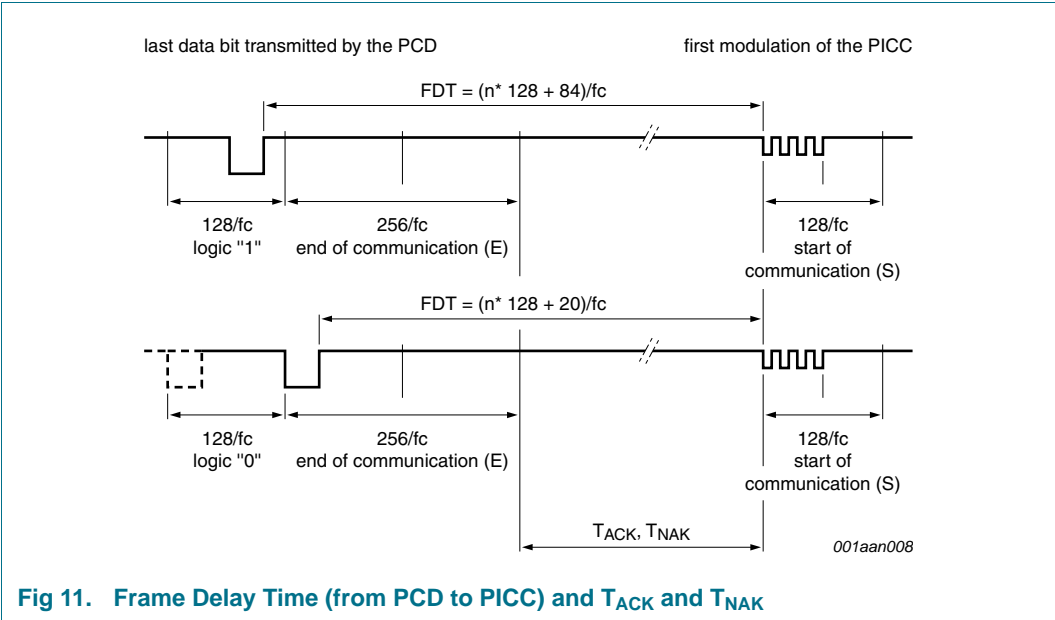 last data bit transmitted by the PCD
first modulation of the PICC
FDT = (n* 128 + 84)/fc
128/fc
logic "1"
256/fc
end of communication (E)
128/fc
start of
communication (S)
FDT = (n* 128 + 20)/fc
128/fc
logic "0"
256/fc
end of communication (E)
128/fc
start of
communication (S)
TACK, TNAK
001aan008
Fig 11. Frame Delay Time (from PCD to PICC) and TACK and TNAK